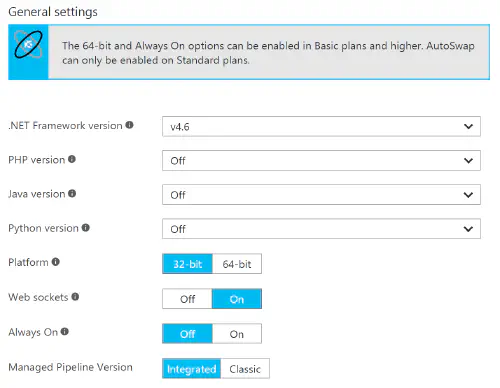 General settings
The 64-bit and Always On options can be enabled in Basic plans and higher. AutoSwap
can only be enabled on Standard plans.
.NET Framework version v4.6
PHP version Off
Java version Off
Python version Off
Platform 32-bit 64-bit
Web sockets Off On
Always On Off On
Managed Pipeline Version Integrated Classic